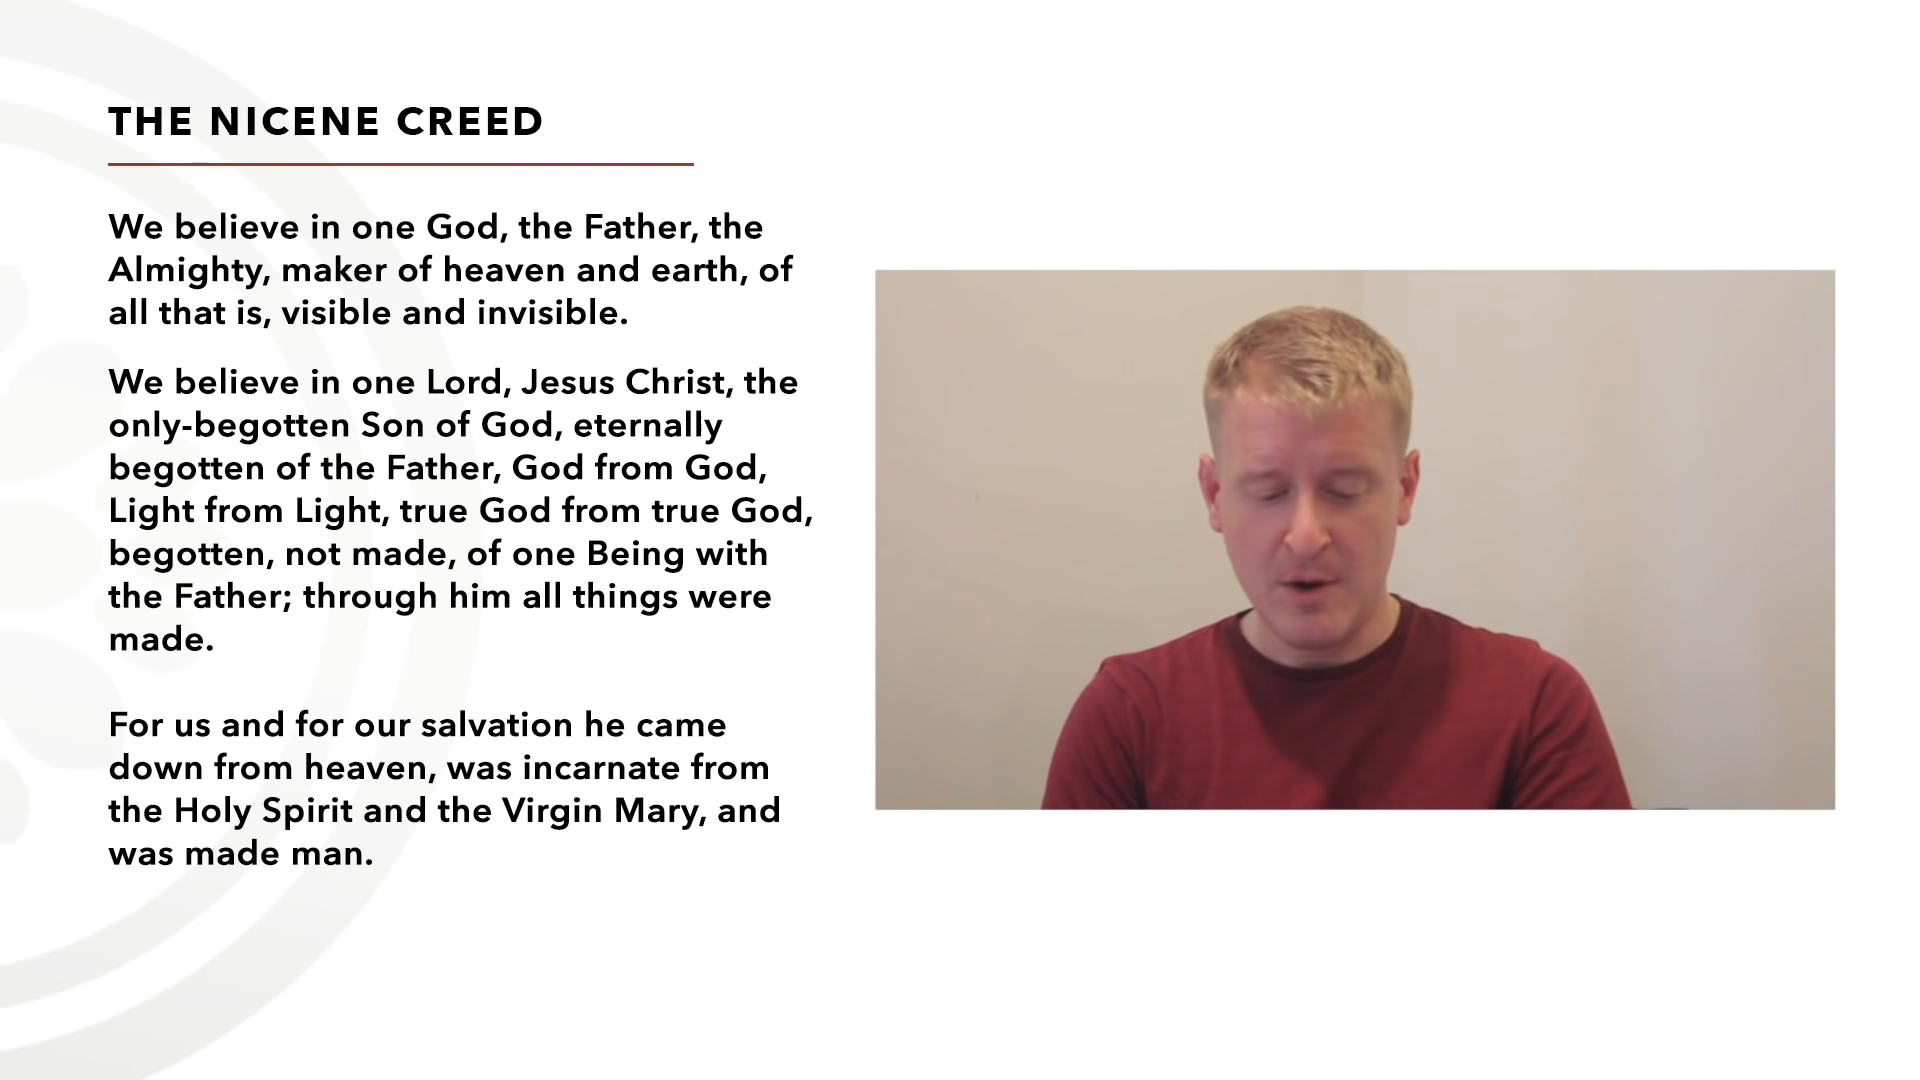 THE NICENE CREED
We believe in one God, the Father, the
Almighty, maker of heaven and earth, of
all that is, visible and invisible.
We believe in one Lord, Jesus Christ, the
only-begotten Son of God, eternally
begotten of the Father, God from God,
Light from Light, true God from true God,
begotten, not made, of one Being with
the Father; through him all things were
made.
For us and for our salvation he came
down from heaven, was incarnate from
the Holy Spirit and the Virgin Mary, and
was made man.